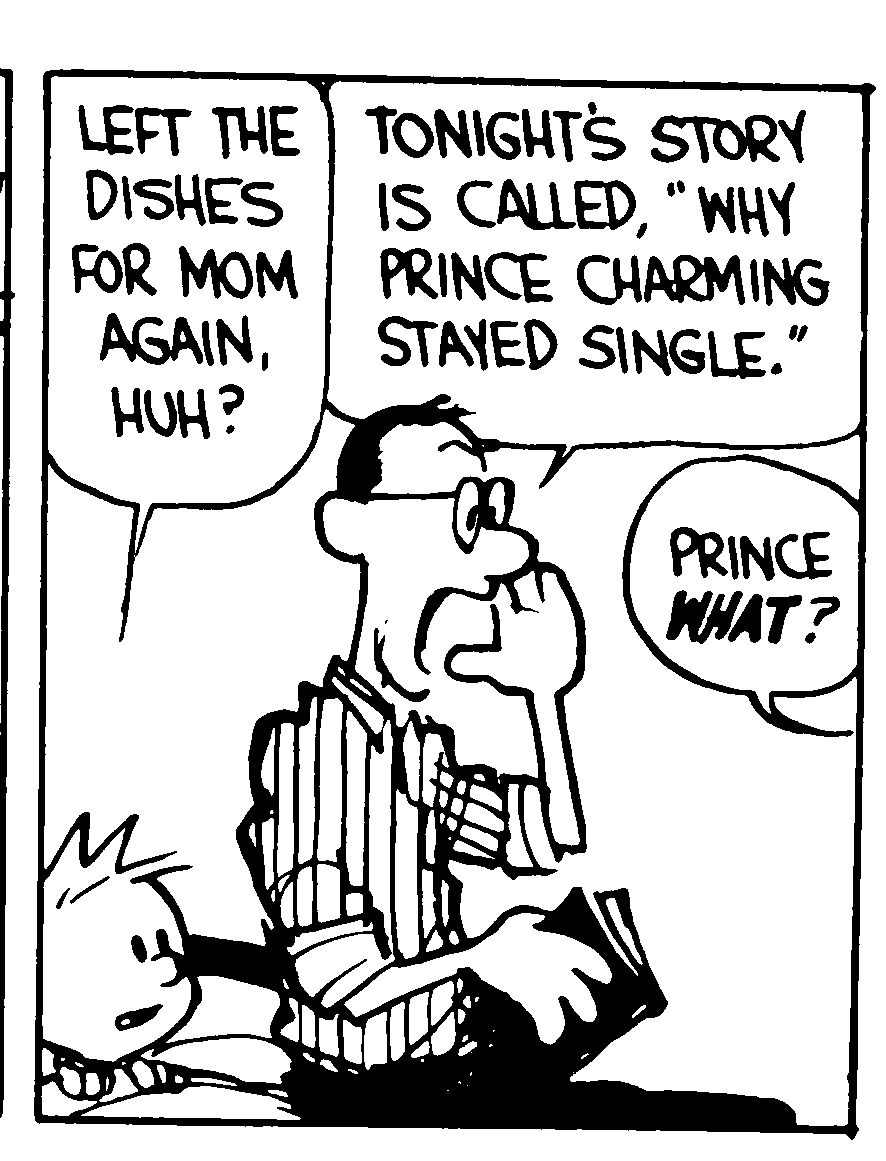 LEFT THE
DISHES
FOR MOM
AGAIN,
HUH?
TONIGHT'S STORY
IS CALLED, "WHY
PRINCE CHARMING
STAYED SINGLE."
PRINCE
WHAT?